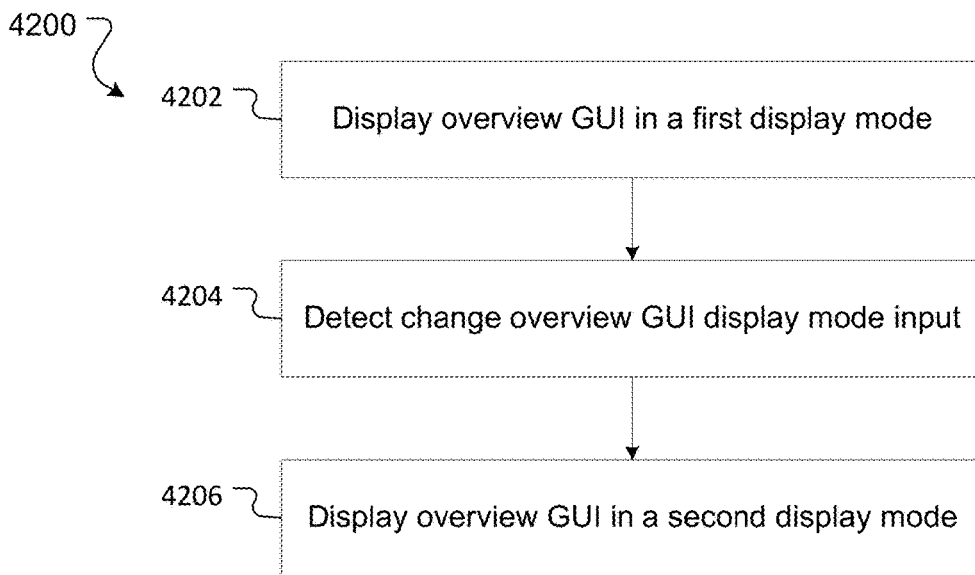 4200
4202
Display overview GUI in a first display mode
4204
Detect change overview GUI display mode input
4206
Display overview GUI in a second display mode